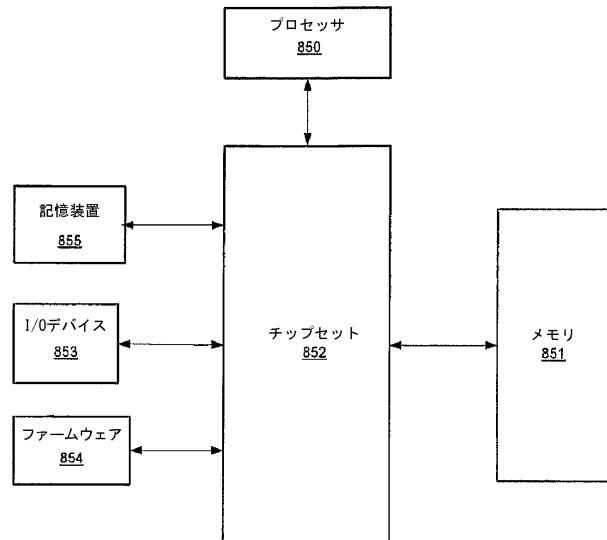 プロセッサ
850
記憶装置
855
I/0デバイス
853
チップセット
852
メモリ
851
ファームウェア
854